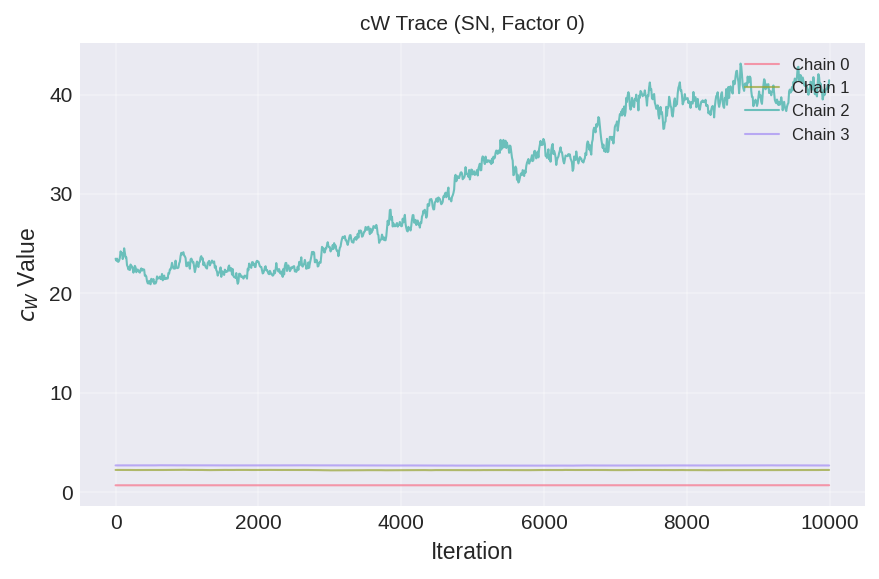 cW Trace (SN, Factor 0)
Chain 0
Chain 1
Chain 2
Chain 3
40
30
20
10
0
c_W Value
0 2000 4000 6000 8000 10000
Iteration